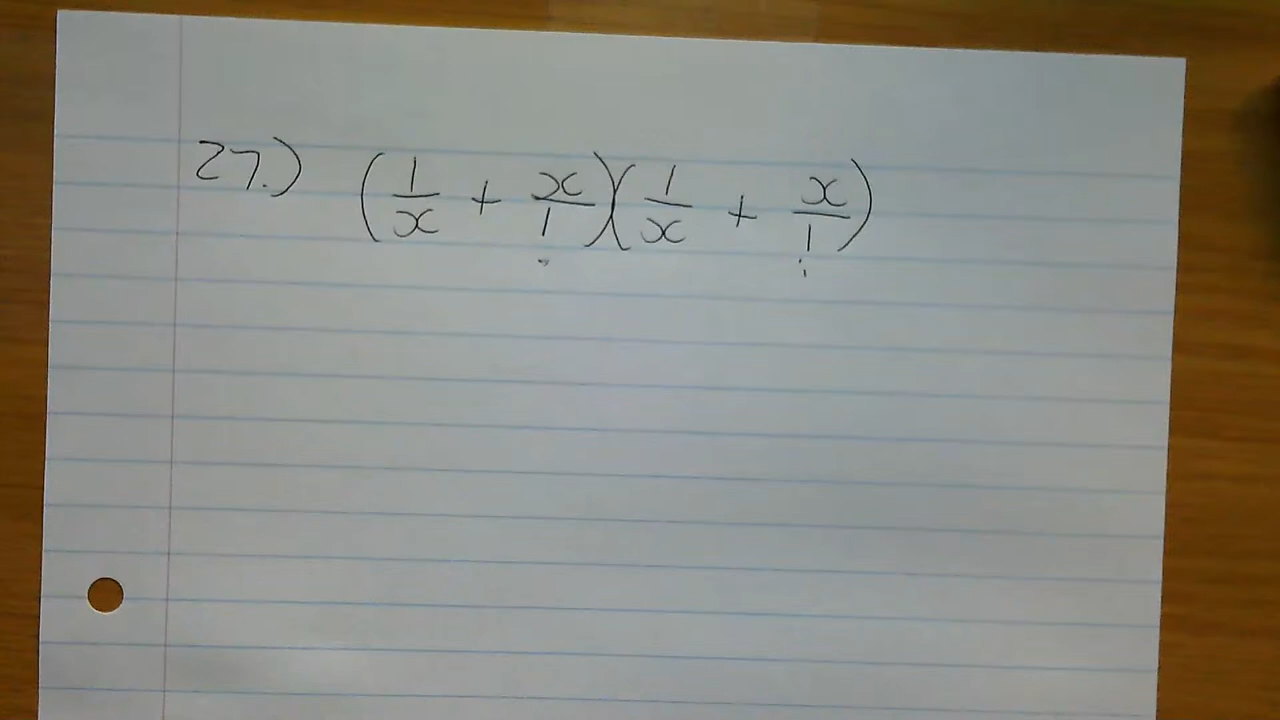 27.) (1/x + x/1)(1/x + x/1)